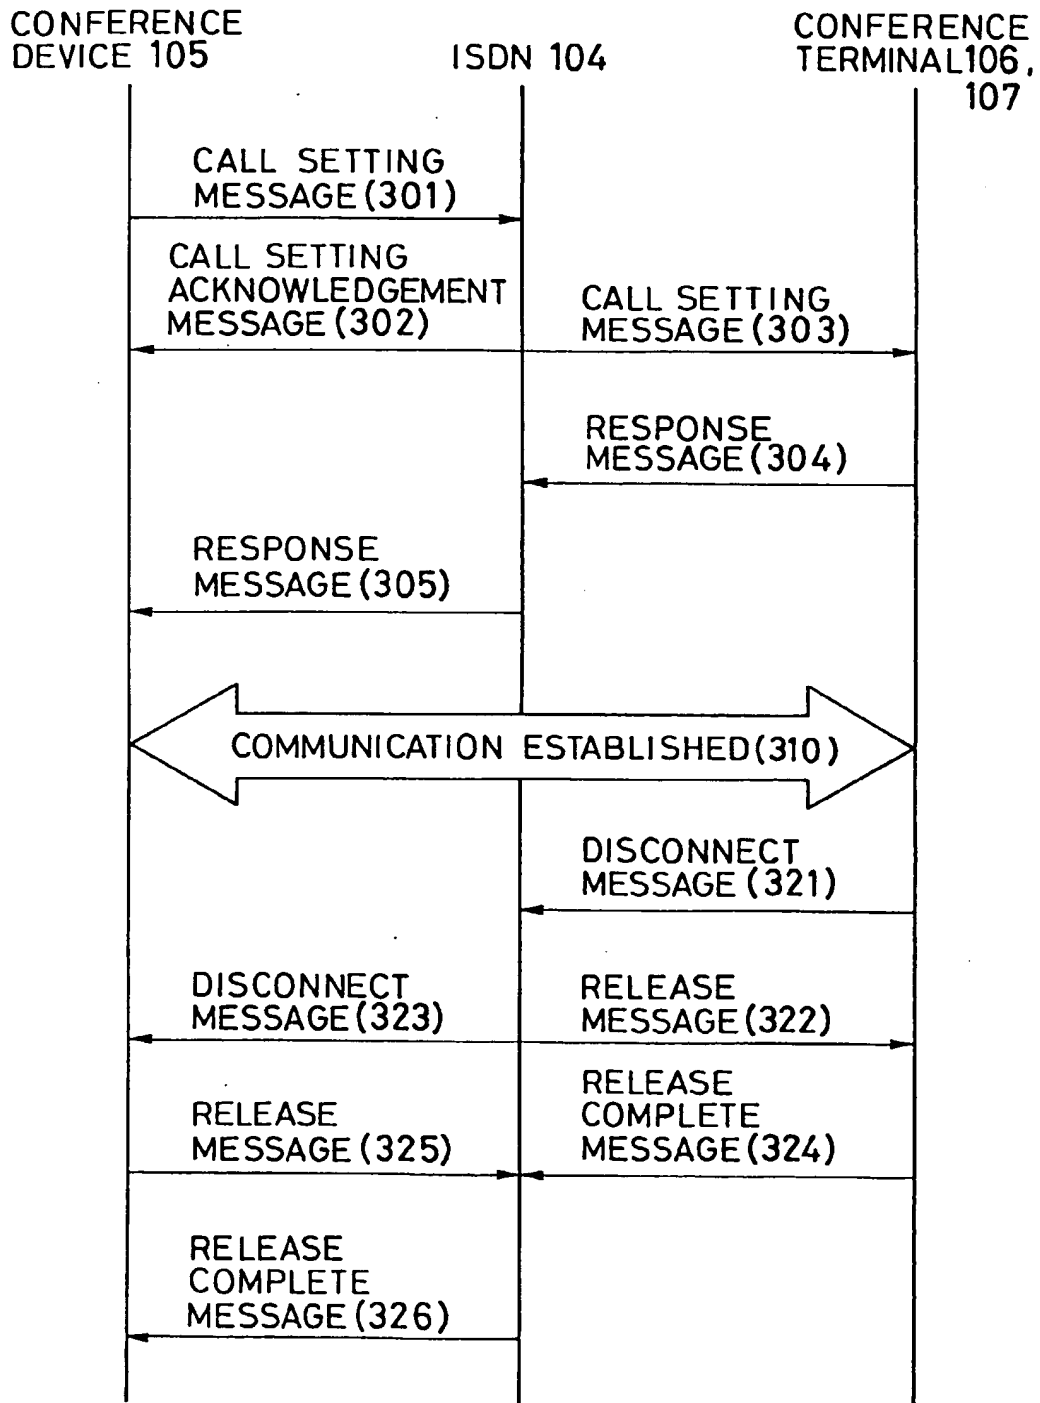 CONFERENCE
DEVICE 105
ISDN 104
CONFERENCE
TERMINAL106,
107
CALL SETTING
MESSAGE(301)
CALL SETTING
ACKNOWLEDGEMENT
MESSAGE(302)
CALL SETTING
MESSAGE(303)
RESPONSE
MESSAGE(304)
RESPONSE
MESSAGE(305)
COMMUNICATION ESTABLISHED(310)
DISCONNECT
MESSAGE(321)
DISCONNECT
MESSAGE(323)
RELEASE
MESSAGE(322)
RELEASE
COMPLETE
MESSAGE(324)
RELEASE
MESSAGE(325)
RELEASE
COMPLETE
MESSAGE(326)